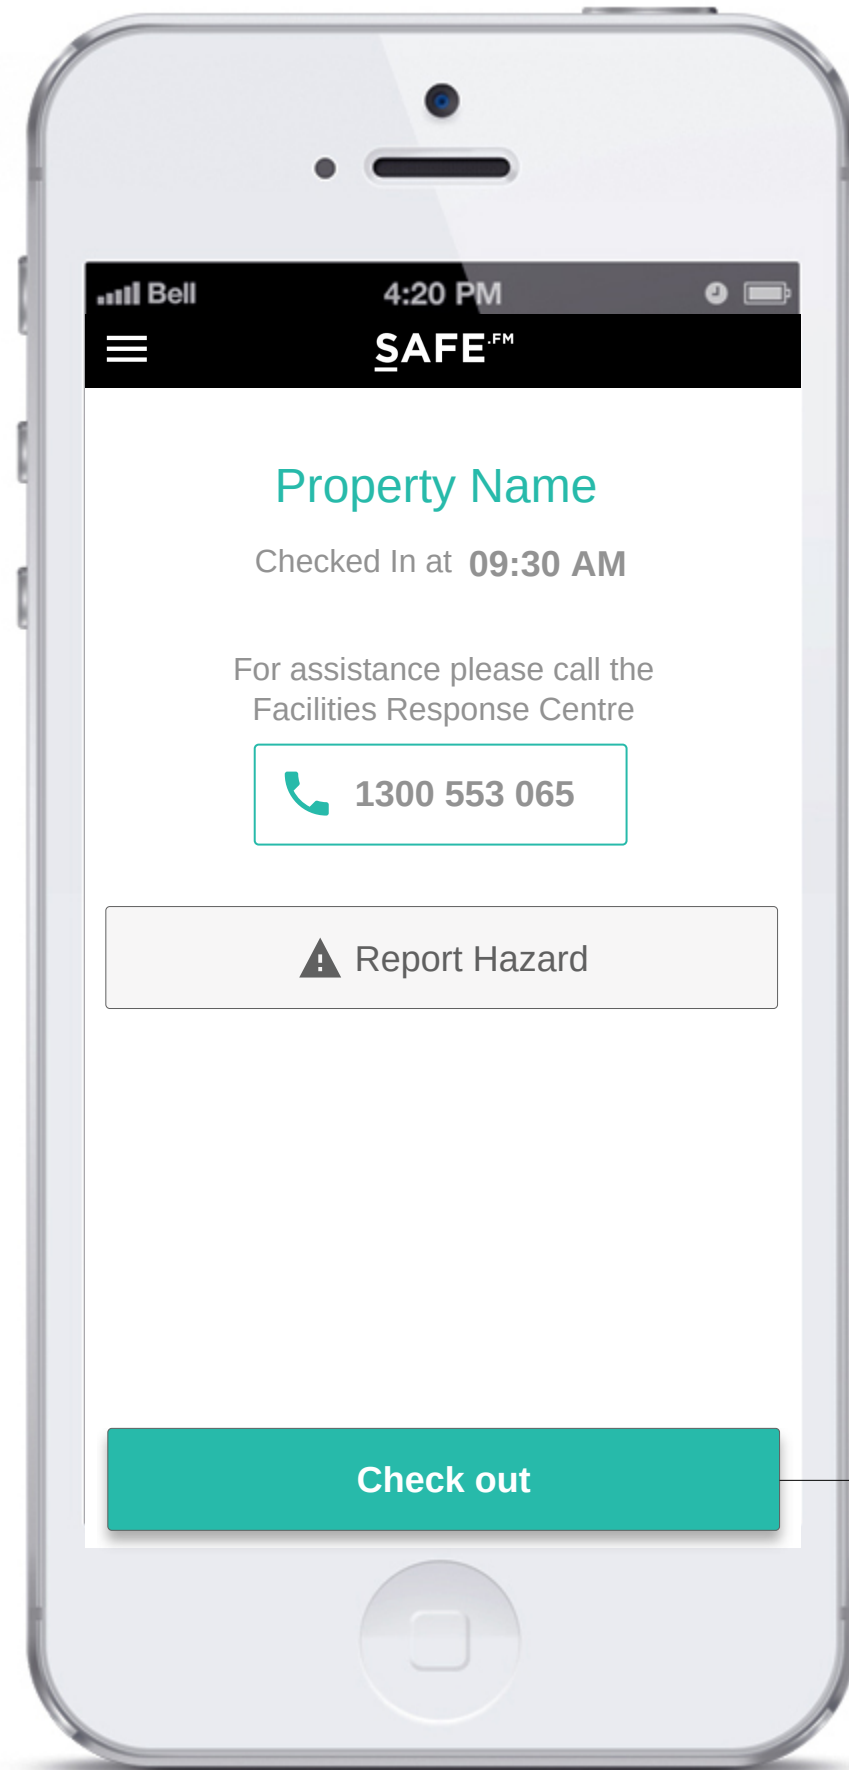 Bell 4:20 PM
SAFE.FM
Property Name
Checked In at 09:30 AM
For assistance please call the
Facilities Response Centre
1300 553 065
Report Hazard
Check out